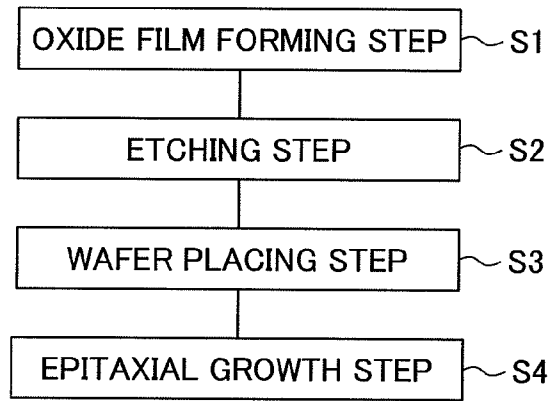 OXIDE FILM FORMING STEP S1
ETCHING STEP S2
WAFER PLACING STEP S3
EPITAXIAL GROWTH STEP S4